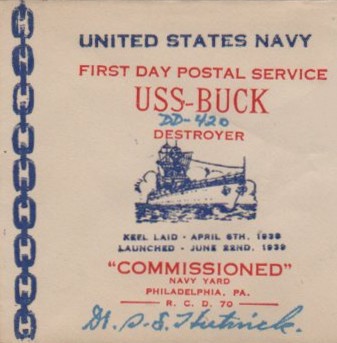 UNITED STATES NAVY
FIRST DAY POSTAL SERVICE
USS-BUCK
DD-420
DESTROYER
KEEL LAID - APRIL 6TH. 1938
LAUNCHED - JUNE 22ND. 1939
"COMMISSIONED"
NAVY YARD
PHILADELPHIA, PA.
R. C. D. 70